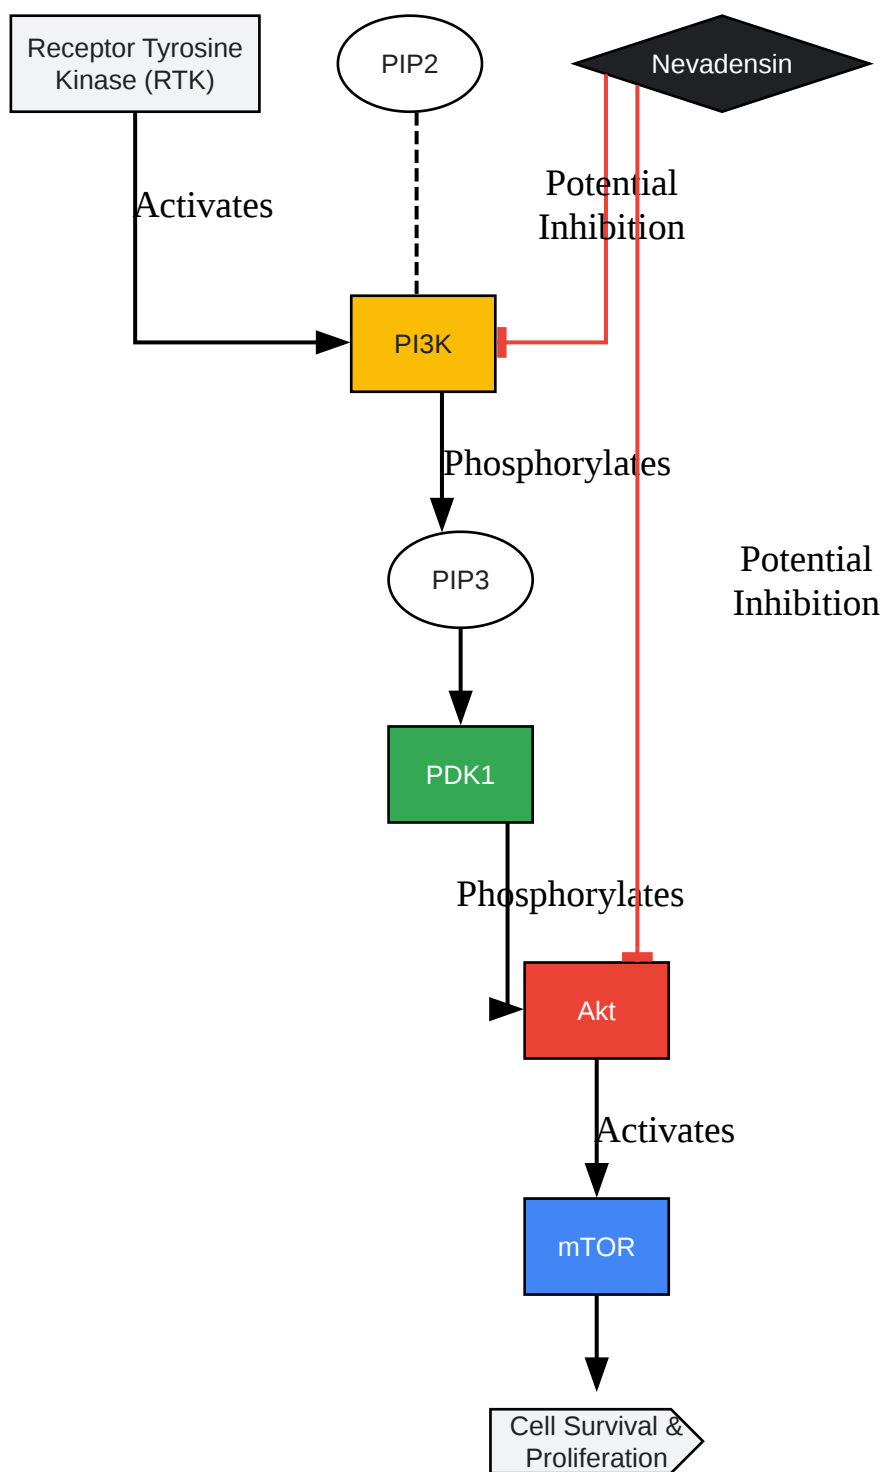 Receptor Tyrosine
Kinase (RTK)
PIP2
Nevadensin
Activates
Potential
Inhibition
PI3K
Phosphorylates
Potential
Inhibition
PIP3
PDK1
Phosphorylates
Akt
Activates
mTOR
Cell Survival &
Proliferation